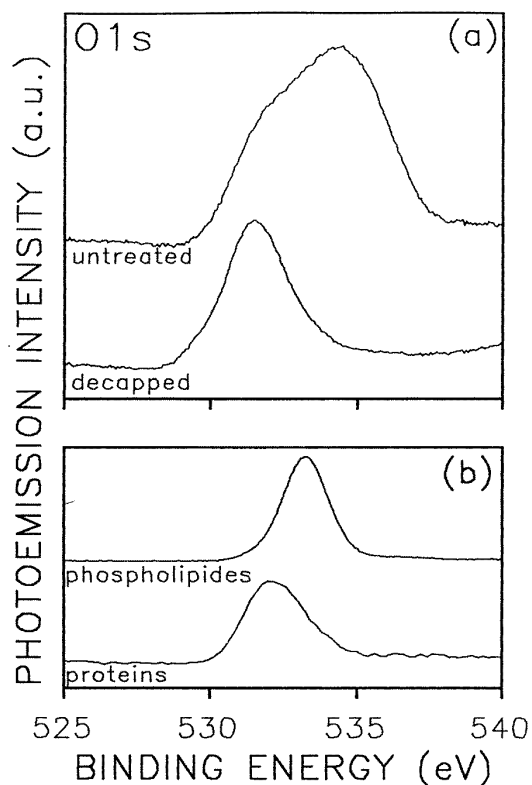 O1s
(a)
untreated
decapped
(b)
phospholipides
proteins
525 530 535 540
BINDING ENERGY (eV)
PHOTOEMISSION INTENSITY (a.u.)